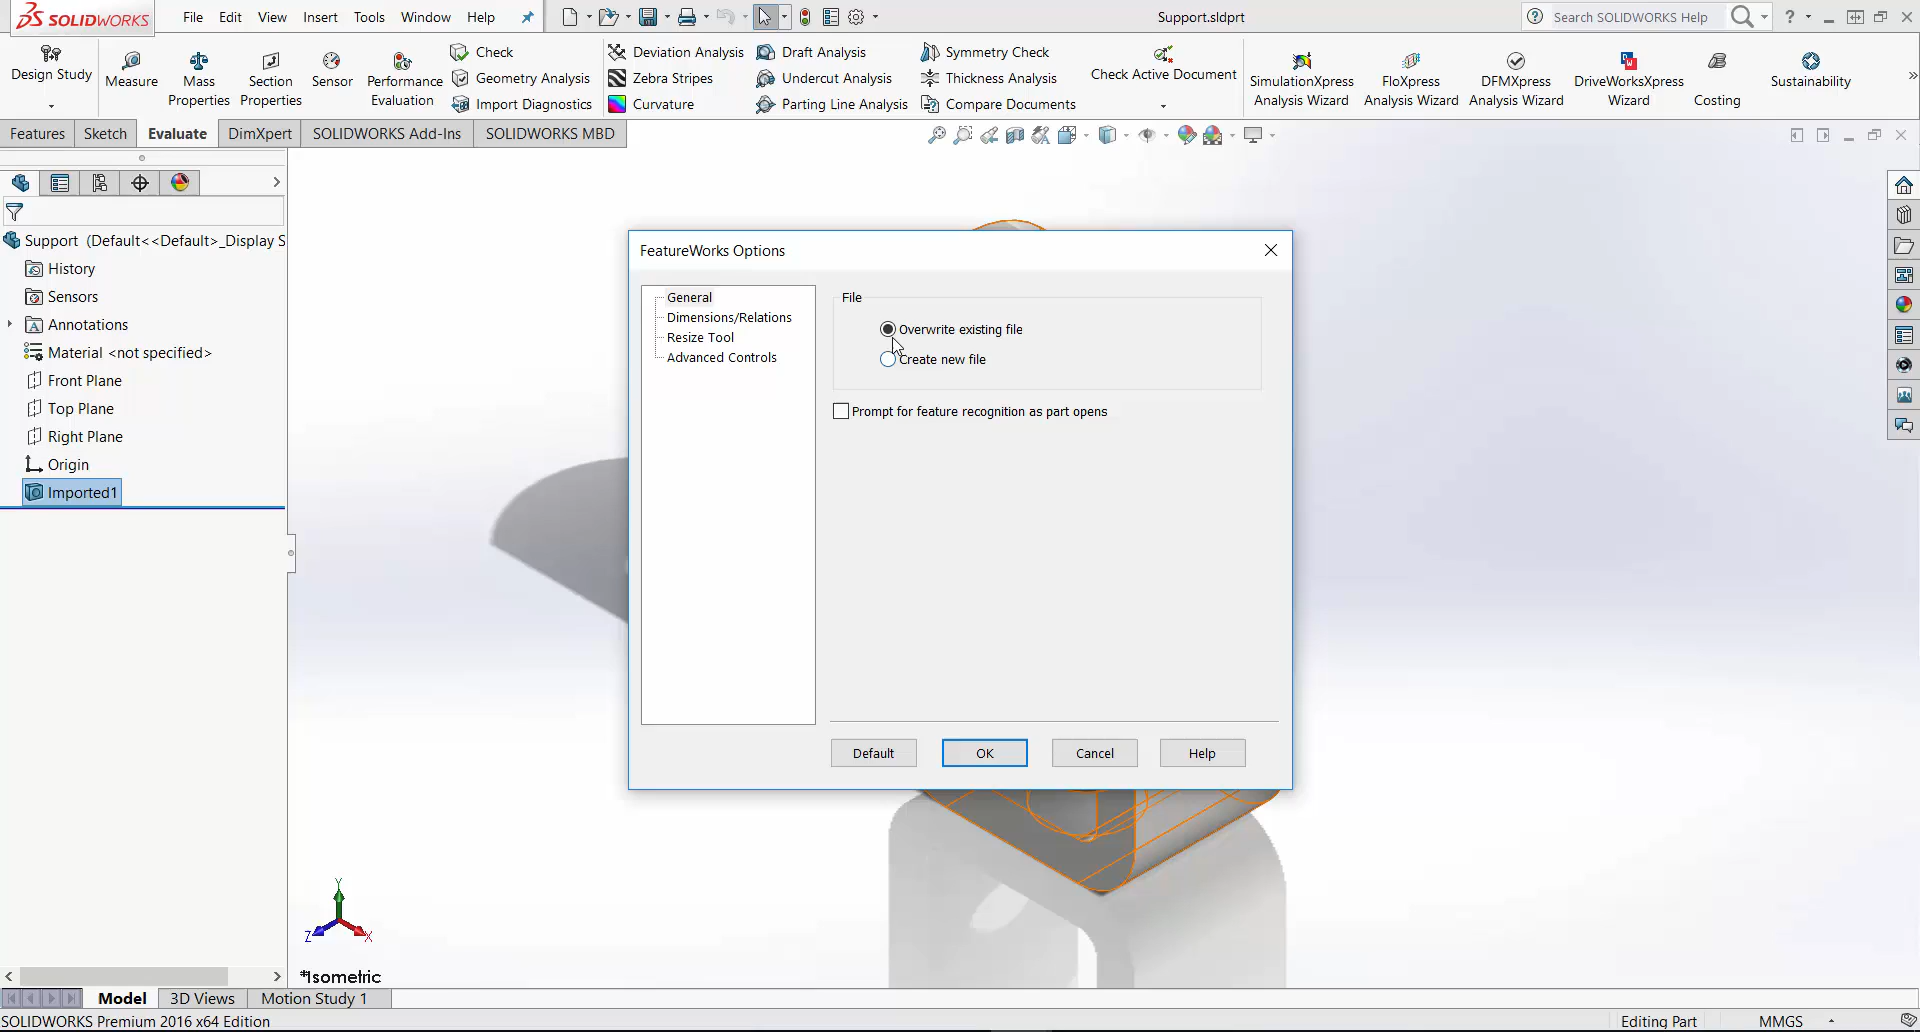 SOLIDWORKS File Edit View Insert Tools Window Help Support.sldprt Search SOLIDWORKS Help ?
Design Study
Measure
Mass Properties
Section Properties
Sensor
Performance Evaluation
Check
Geometry Analysis
Import Diagnostics
Deviation Analysis
Zebra Stripes
Curvature
Draft Analysis
Undercut Analysis
Parting Line Analysis
Symmetry Check
Thickness Analysis
Compare Documents
Check Active Document
SimulationXpress
Analysis Wizard
FloXpress
Analysis Wizard
DFMXpress
Analysis Wizard
DriveWorksXpress
Wizard
Costing
Sustainability
Features Sketch Evaluate DimXpert SOLIDWORKS Add-Ins SOLIDWORKS MBD
Support (Default<<Default>_Display S
History
Sensors
Annotations
Material <not specified>
Front Plane
Top Plane
Right Plane
Origin
Imported1
FeatureWorks Options
General
Dimensions/Relations
Resize Tool
Advanced Controls
File
Overwrite existing file
Create new file
Prompt for feature recognition as part opens
Default OK Cancel Help
Y
Z X
*Isometric
Model 3D Views Motion Study 1
SOLIDWORKS Premium 2016 x64 Edition Editing Part MMGS